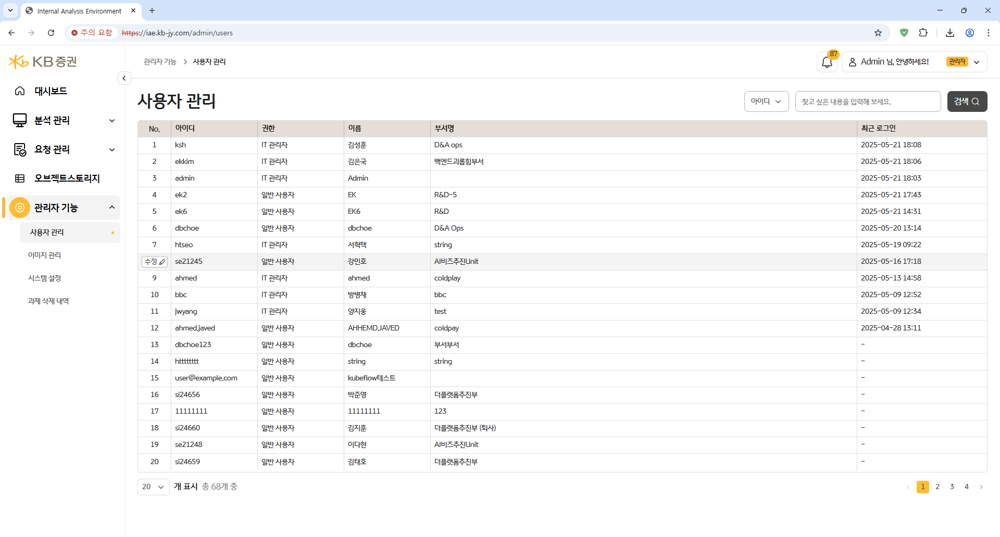 Internal Analysis Environment
주의 요함
https://iae.kb-jy.com/admin/users
KB 증권
관리자 기능 > 사용자 관리
87
Admin 님, 안녕하세요!
관리자
대시보드
분석 관리
요청 관리
오브젝트스토리지
관리자 기능
사용자 관리
이미지 관리
시스템 설정
과제 삭제 내역
사용자 관리
아이디
찾고 싶은 내용을 입력해 보세요.
검색
No. 아이디 권한 이름 부서명 최근 로그인
1 ksh IT 관리자 김성훈 D&A ops 2025-05-21 18:08
2 ekkim IT 관리자 김은국 백엔드괴롭힘부서 2025-05-21 18:06
3 admin IT 관리자 Admin 2025-05-21 18:03
4 ek2 일반 사용자 EK R&D-5 2025-05-21 17:43
5 ek6 일반 사용자 EK6 R&D 2025-05-21 14:31
6 dbchoe 일반 사용자 dbchoe D&A Ops 2025-05-20 13:14
7 htseo IT 관리자 서혁택 string 2025-05-19 09:22
수정 se21245 일반 사용자 강민호 AI비즈추진Unit 2025-05-16 17:18
9 ahmed IT 관리자 ahmed coldplay 2025-05-13 14:58
10 bbc IT 관리자 방병채 bbc 2025-05-09 12:52
11 jwyang IT 관리자 양지웅 test 2025-05-09 12:34
12 ahmed.javed 일반 사용자 AHHEMD.JAVED coldpay 2025-04-28 13:11
13 dbchoe123 일반 사용자 dbchoe 부서부서 -
14 htttttttt 일반 사용자 string string -
15 user@example.com 일반 사용자 kubeflow테스트 -
16 si24656 일반 사용자 박준영 더플랫폼추진부 -
17 11111111 일반 사용자 11111111 123 -
18 si24660 일반 사용자 김지훈 더플랫폼추진부 (퇴사) -
19 se21248 일반 사용자 이다현 AI비즈추진Unit -
20 si24659 일반 사용자 김태호 더플랫폼추진부 -
20 개 표시 총 68개 중
1 2 3 4